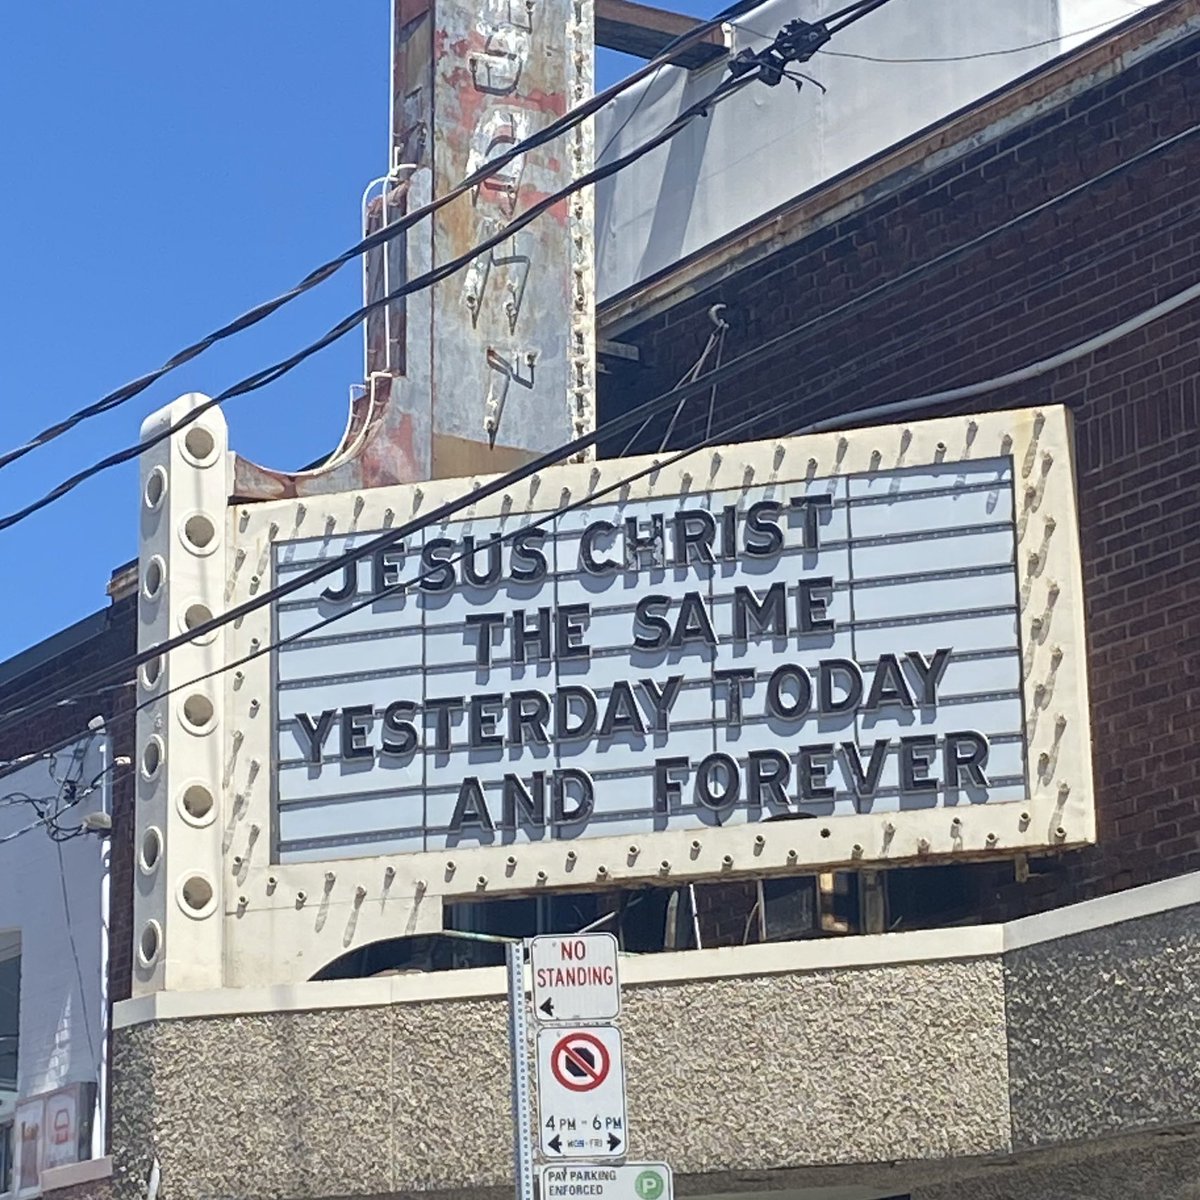 JESUS CHRIST
THE SAME
YESTERDAY TODAY
AND FOREVER
NO
STANDING
4 PM - 6 PM
MON-FRI
PAY PARKING
ENFORCED
P